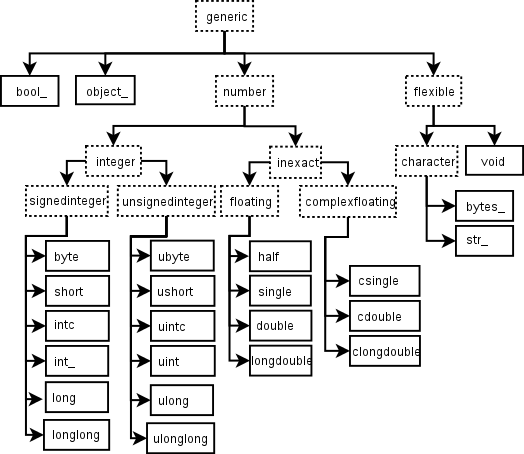 generic
bool_
object_
number
flexible
integer
inexact
character
void
signedinteger
unsignedinteger
floating
complexfloating
bytes_
str_
byte
ubyte
half
short
ushort
single
csingle
intc
uintc
double
cdouble
int_
uint
longdouble
clongdouble
long
ulong
longlong
ulonglong